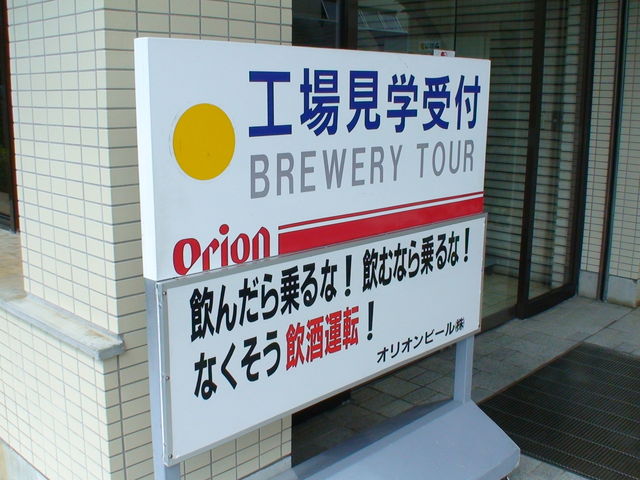 工場見学受付
BREWERY TOUR
orion
飲んだら乗るな！飲むなら乗るな！
なくそう飲酒運転！
オリオンビール㈱